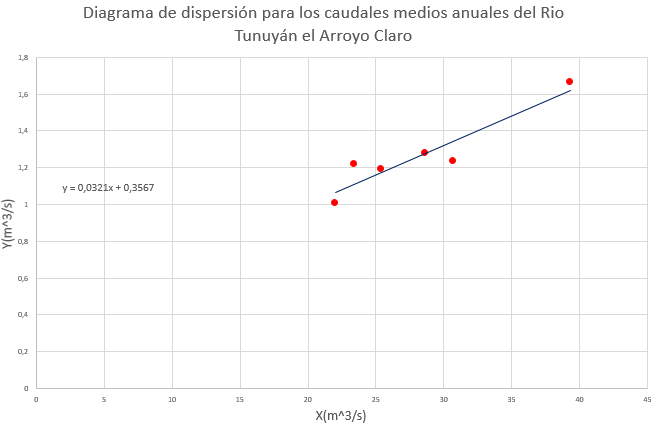 Diagrama de dispersión para los caudales medios anuales del Rio
Tunuyán el Arroyo Claro
1,8
1,6
1,4
1,2
y = 0,0321x + 0,3567
1
Y(m^3/s)
0,8
0,6
0,4
0,2
0
0 5 10 15 20 25 30 35 40 45
X(m^3/s)